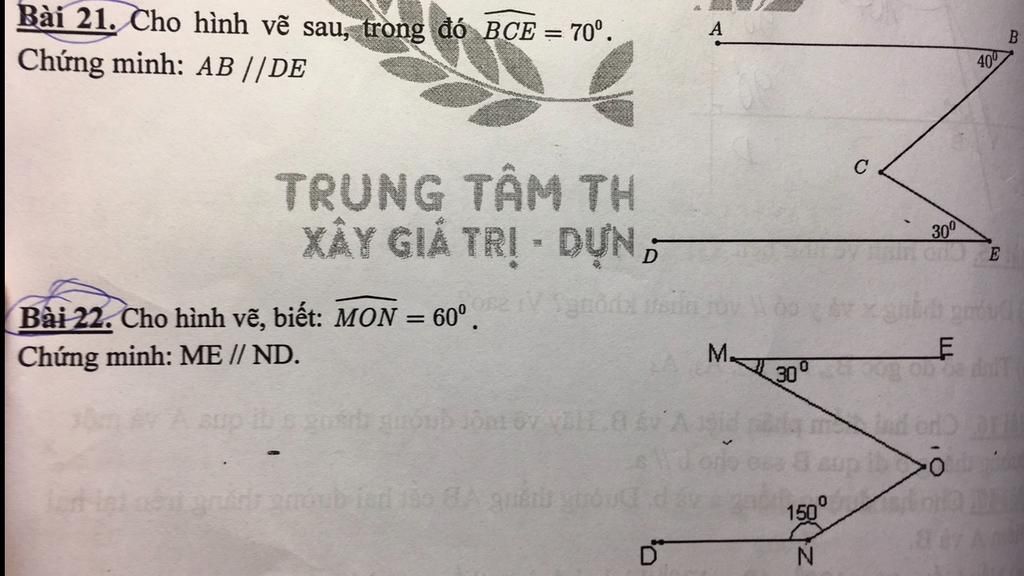 Bài 21. Cho hình vẽ sau, trong đó BCE = 70⁰.
Chứng minh: AB //DE
A
B
40⁰
C
30⁰
D
E
TRUNG TÂM TH
XÂY GIÁ TRỊ - DỰN
Bài 22. Cho hình vẽ, biết: MON = 60⁰.
Chứng minh: ME // ND.
M
E
30⁰
O
150⁰
D
N